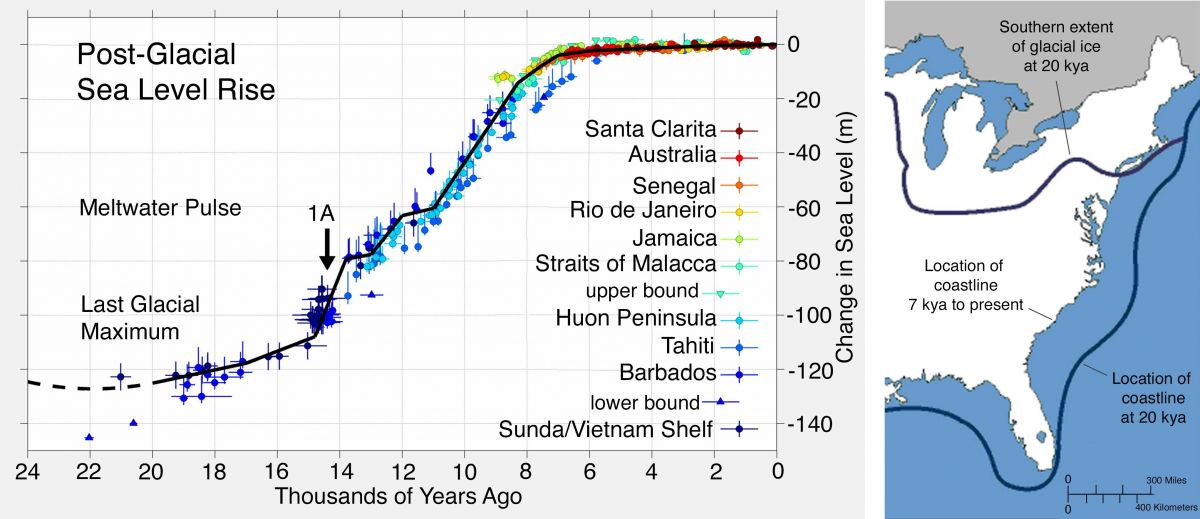 Post-Glacial
Sea Level Rise
Meltwater Pulse
1A
Last Glacial
Maximum
Santa Clarita
Australia
Senegal
Rio de Janeiro
Jamaica
Straits of Malacca
upper bound
Huon Peninsula
Tahiti
Barbados
lower bound
Sunda/Vietnam Shelf
0
-20
-40
-60
-80
-100
-120
-140
Change in Sea Level (m)
24 22 20 18 16 14 12 10 8 6 4 2 0
Thousands of Years Ago
Southern extent
of glacial ice
at 20 kya
Location of
coastline
7 kya to present
Location of
coastline
at 20 kya
0 300 Miles
0 400 Kilometers